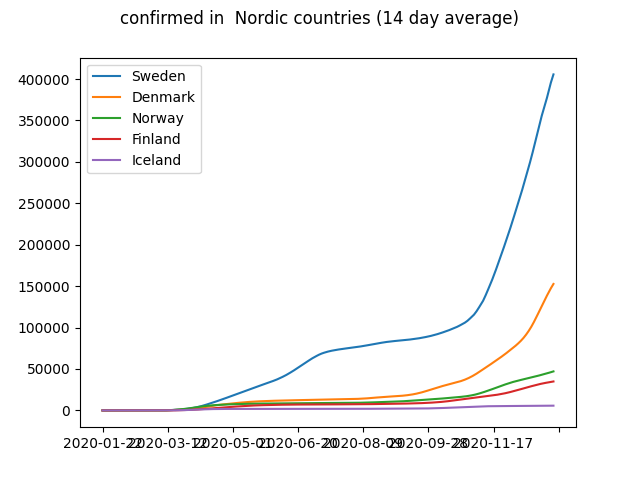 confirmed in  Nordic countries (14 day average)
Sweden
Denmark
Norway
Finland
Iceland
400000
350000
300000
250000
200000
150000
100000
50000
0
2020-01-22 2020-03-12 2020-05-01 2020-06-20 2020-08-09 2020-09-28 2020-11-17